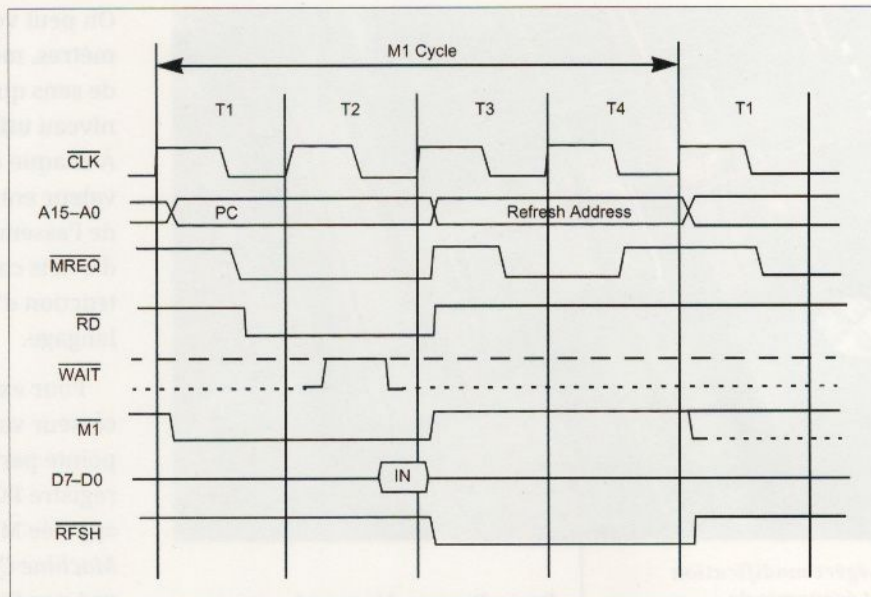 M1 Cycle
T1 T2 T3 T4 T1
CLK
A15–A0 PC Refresh Address
MREQ
RD
WAIT
M1
D7–D0 IN
RFSH